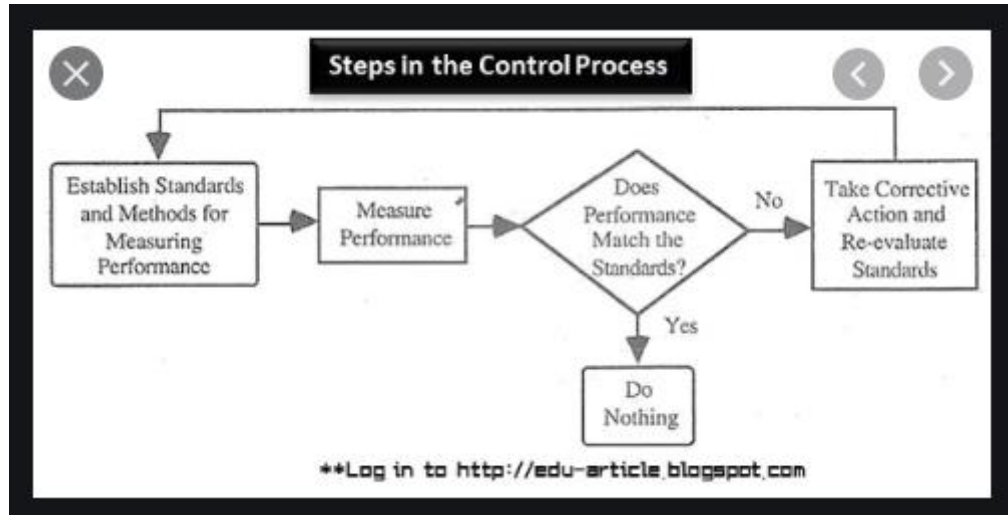 Steps in the Control Process
Establish Standards
and Methods for
Measuring
Performance
Measure
Performance
Does
Performance
Match the
Standards?
No
Take Corrective
Action and
Re-evaluate
Standards
Yes
Do
Nothing
**Log in to http://edu-article.blogspot.com